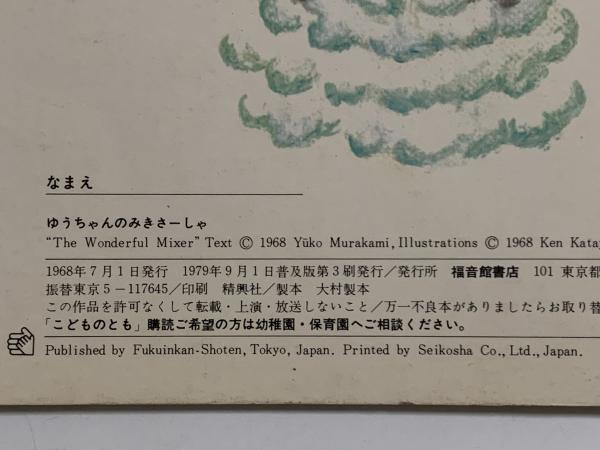 なまえ
ゆうちゃんのみきさーしゃ
"The Wonderful Mixer" Text © 1968 Yūko Murakami, Illustrations © 1968 Ken Kata
1968年7月1日発行 1979年9月1日普及版第3刷発行／発行所 福音館書店 101 東京都
振替東京5－117645／印刷 精興社／製本 大村製本
この作品を許可なくして転載・上演・放送しないこと／万一不良本がありましたらお取り替
「こどものとも」購読ご希望の方は幼稚園・保育園へご相談ください。
Published by Fukuinkan-Shoten, Tokyo, Japan. Printed by Seikosha Co., Ltd., Japan.